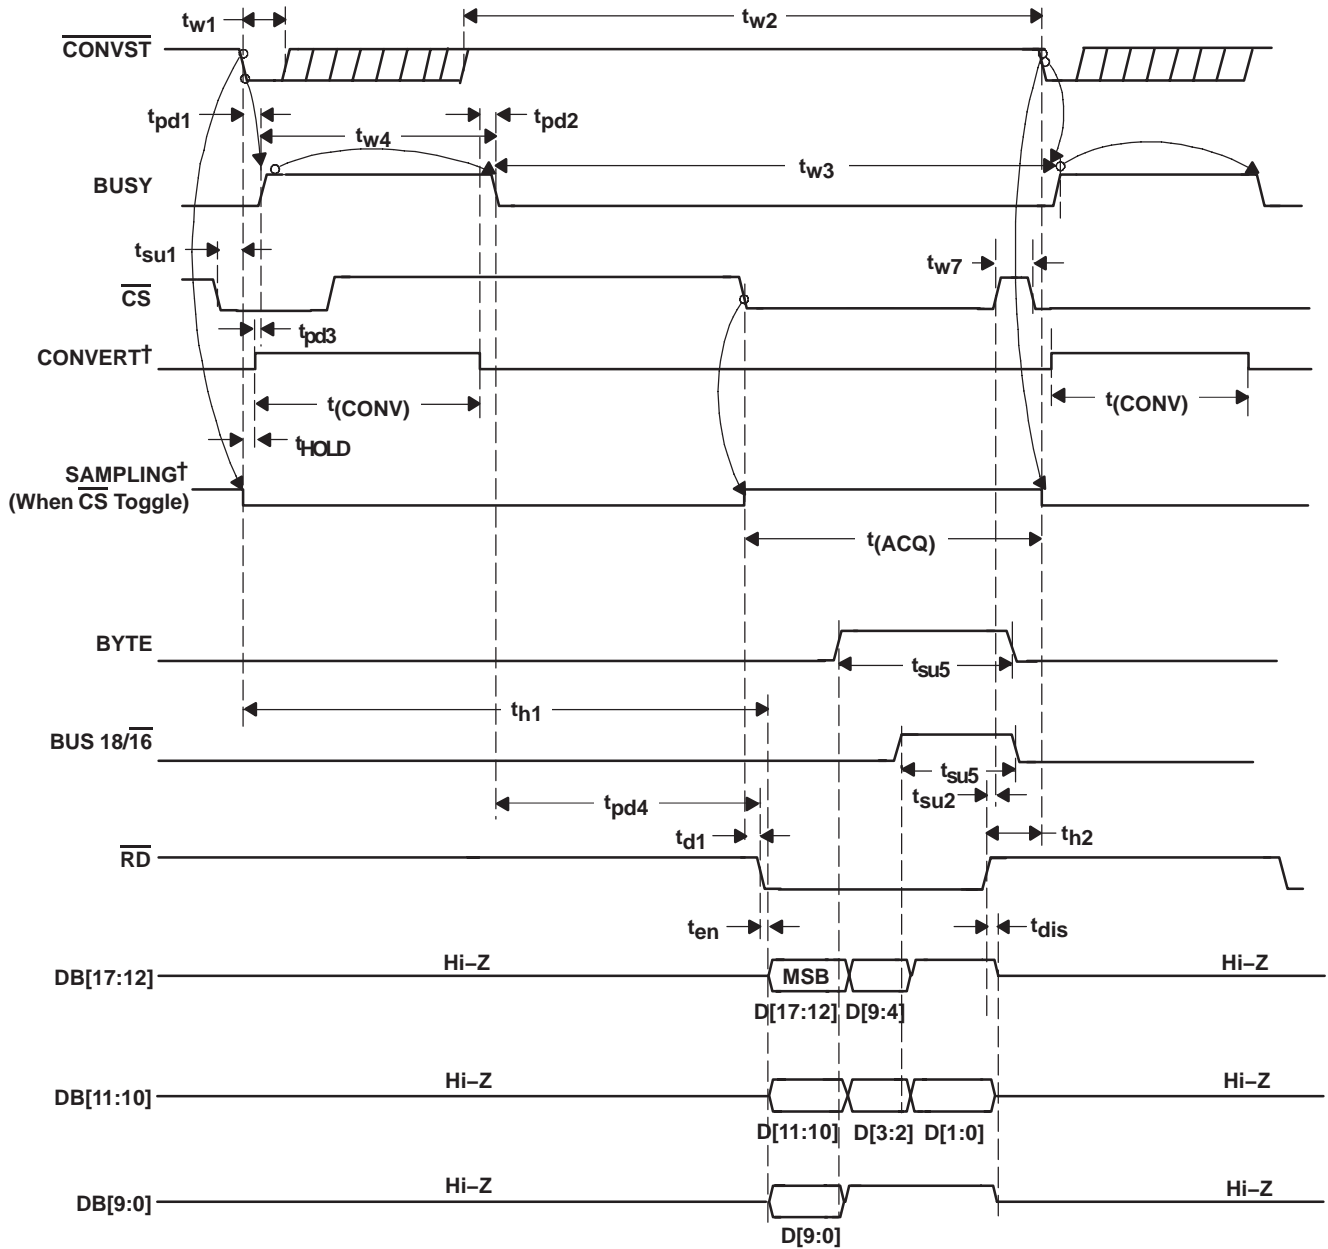 tw1
tw2
CONVST
tpd1
tw4
tpd2
tw3
BUSY
tsu1
tw7
CS
tpd3
CONVERT†
t(CONV)
t(CONV)
tHOLD
SAMPLING†
(When CS Toggle)
t(ACQ)
BYTE
tsu5
th1
BUS 18/16
tsu5
tsu2
tpd4
td1
th2
RD
ten
tdis
Hi–Z
MSB
Hi–Z
DB[17:12]
D[17:12]
D[9:4]
Hi–Z
Hi–Z
DB[11:10]
D[11:10]
D[3:2]
D[1:0]
Hi–Z
Hi–Z
DB[9:0]
D[9:0]